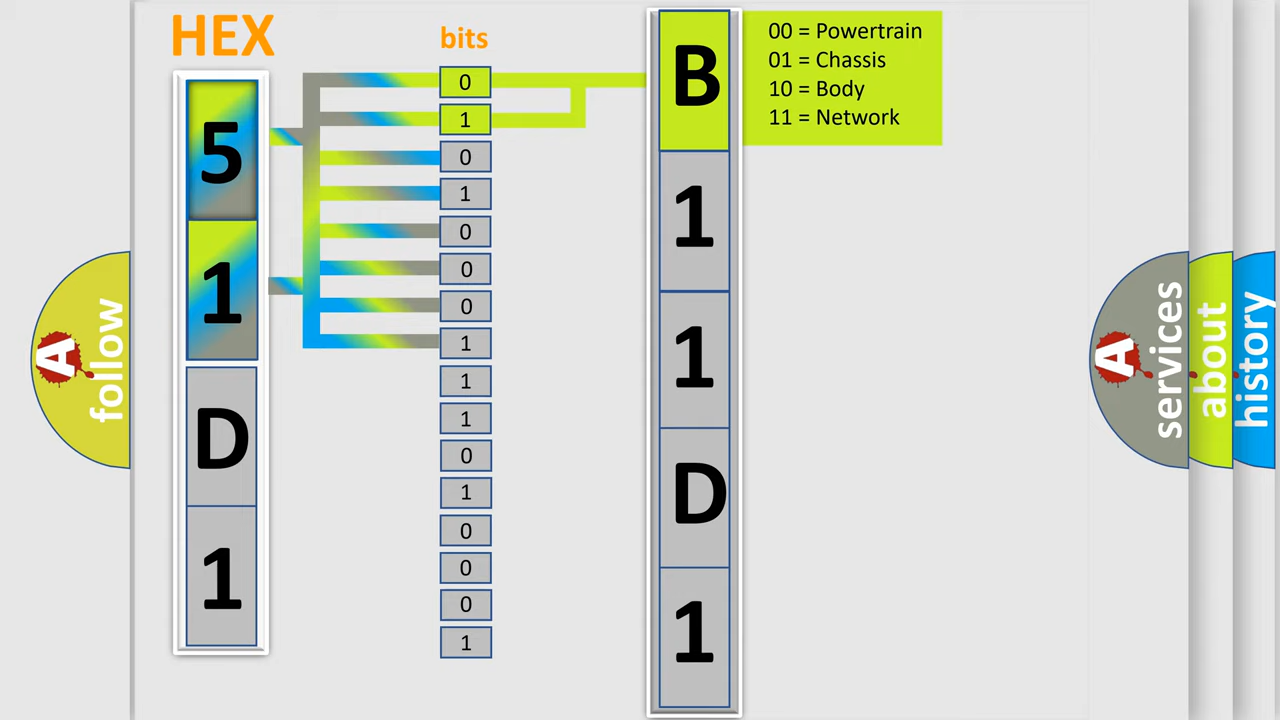 HEX
bits
5
1
D
1
0
1
0
1
0
0
0
1
1
1
0
1
0
0
0
1
B
1
1
D
1
00 = Powertrain
01 = Chassis
10 = Body
11 = Network
A follow
A services
about
history